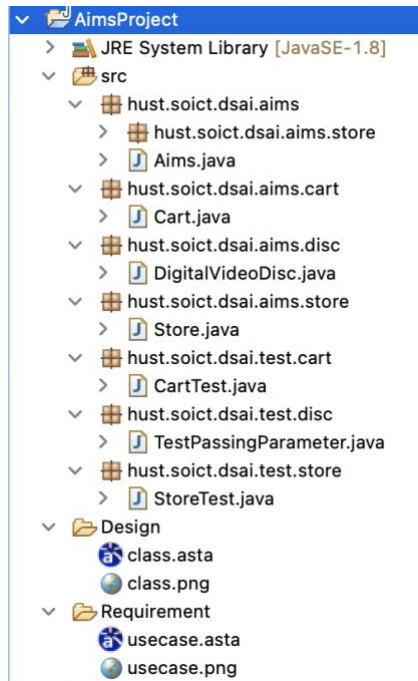 AimsProject
JRE System Library [JavaSE-1.8]
src
hust.soict.dsai.aims
hust.soict.dsai.aims.store
Aims.java
hust.soict.dsai.aims.cart
Cart.java
hust.soict.dsai.aims.disc
DigitalVideoDisc.java
hust.soict.dsai.aims.store
Store.java
hust.soict.dsai.test.cart
CartTest.java
hust.soict.dsai.test.disc
TestPassingParameter.java
hust.soict.dsai.test.store
StoreTest.java
Design
class.asta
class.png
Requirement
usecase.asta
usecase.png